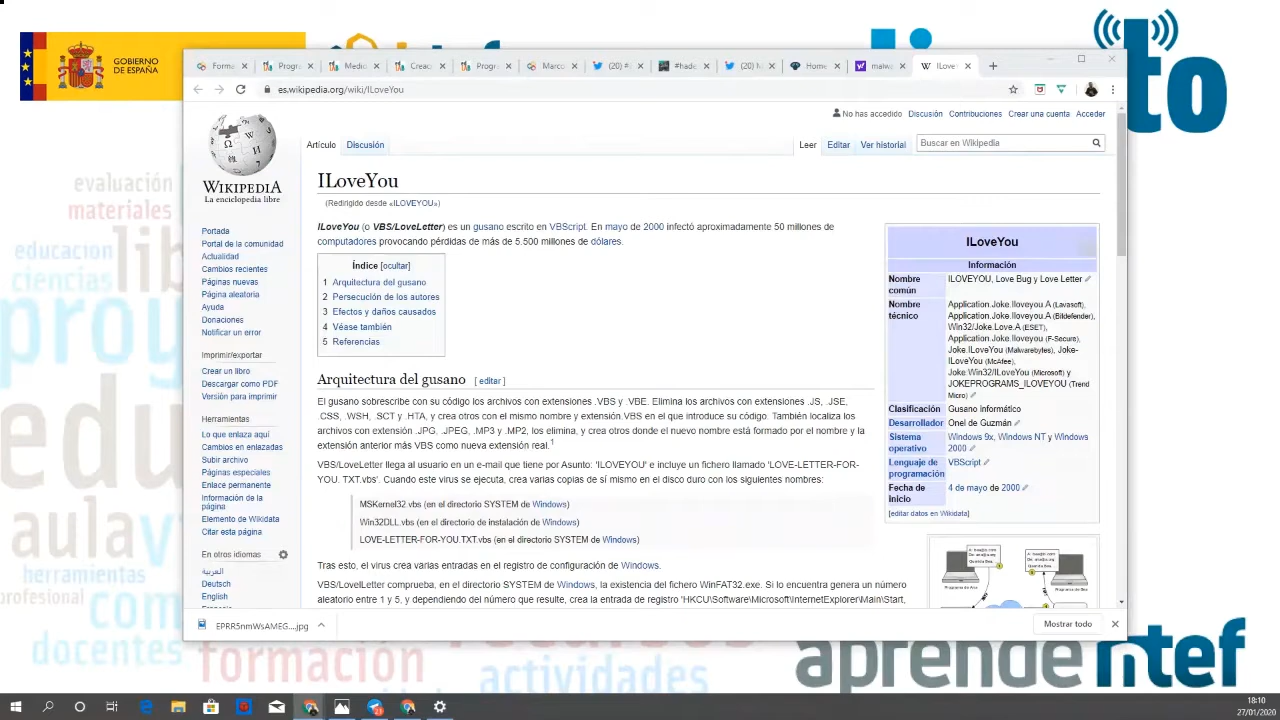 GOBIERNO
DE ESPAÑA
Forma
Progra
Medio
Creac
Progra
Marco
(20) #
#hade
(20) M
Home
malw
ILove
es.wikipedia.org/wiki/ILoveYou
No has accedido Discusión Contribuciones Crear una cuenta Acceder
Artículo Discusión
Leer Editar Ver historial Buscar en Wikipedia
WIKIPEDIA
La enciclopedia libre
Portada
Portal de la comunidad
Actualidad
Cambios recientes
Páginas nuevas
Página aleatoria
Ayuda
Donaciones
Notificar un error
Imprimir/exportar
Crear un libro
Descargar como PDF
Versión para imprimir
Herramientas
Lo que enlaza aquí
Cambios en enlazadas
Subir archivo
Páginas especiales
Enlace permanente
Información de la
página
Elemento de Wikidata
Citar esta página
En otros idiomas
العربية
Deutsch
English
ILoveYou
(Redirigido desde «ILOVEYOU»)
ILoveYou (o VBS/LoveLetter) es un gusano escrito en VBScript. En mayo de 2000 infectó aproximadamente 50 millones de
computadores provocando pérdidas de más de 5.500 millones de dólares.
Índice [ocultar]
1 Arquitectura del gusano
2 Persecución de los autores
3 Efectos y daños causados
4 Véase también
5 Referencias
Arquitectura del gusano [ editar ]
El gusano sobrescribe con su código los archivos con extensiones .VBS y .VBE. Elimina los archivos con extensiones .JS, .JSE,
.CSS, .WSH, .SCT y .HTA, y crea otros con el mismo nombre y extensión.VBS en el que introduce su código. También localiza los
archivos con extensión .JPG, .JPEG, .MP3 y .MP2, los elimina, y crea otros donde el nuevo nombre está formado por el nombre y la
extensión anterior más VBS como nueva extensión real.1
VBS/LoveLetter llega al usuario en un e-mail que tiene por Asunto: 'ILOVEYOU' e incluye un fichero llamado 'LOVE-LETTER-FOR-
YOU. TXT.vbs'. Cuando este virus se ejecuta, crea varias copias de sí mismo en el disco duro con los siguientes nombres:
MSKernel32.vbs (en el directorio SYSTEM de Windows)
Win32DLL.vbs (en el directorio de instalación de Windows)
LOVE-LETTER-FOR-YOU.TXT.vbs (en el directorio SYSTEM de Windows)
Tras esto, el virus crea varias entradas en el registro de configuración de Windows.
VBS/LoveLetter comprueba, en el directorio SYSTEM de Windows, la existencia del fichero WinFAT32.exe. Si lo encuentra genera un número
aleatorio entre 1 y 5, y dependiendo del número que resulte, crea la entrada de registro 'HKCU\Software\Microsoft\InternetExplorer\Main\Start,
ILoveYou
Información
Nombre común ILOVEYOU, Love Bug y Love Letter
Nombre técnico Application.Joke.Iloveyou.A (Lavasoft),
Application.Joke.Iloveyou.A (Bitdefender),
Win32/Joke.Love.A (ESET),
Application.Joke.Iloveyou (F-Secure),
Joke.ILoveYou (Malwarebytes), Joke-
ILoveYou (McAfee),
Joke:Win32/ILoveYou (Microsoft) y
JOKEPROGRAMS_ILOVEYOU (Trend
Micro)
Clasificación Gusano informático
Desarrollador Onel de Guzmán
Sistema operativo Windows 9x, Windows NT y Windows
2000
Lenguaje de programación VBScript
Fecha de inicio 4 de mayo de 2000
[editar datos en Wikidata]
EPRR5nmWsAMEG....jpg
Mostrar todo
evaluación
materiales
educacion
ciencias
lib
proy
edu
aula
herramientas
profesional
com
docentes
formación
actividades
to
aprende ntef
18:10
27/01/2020